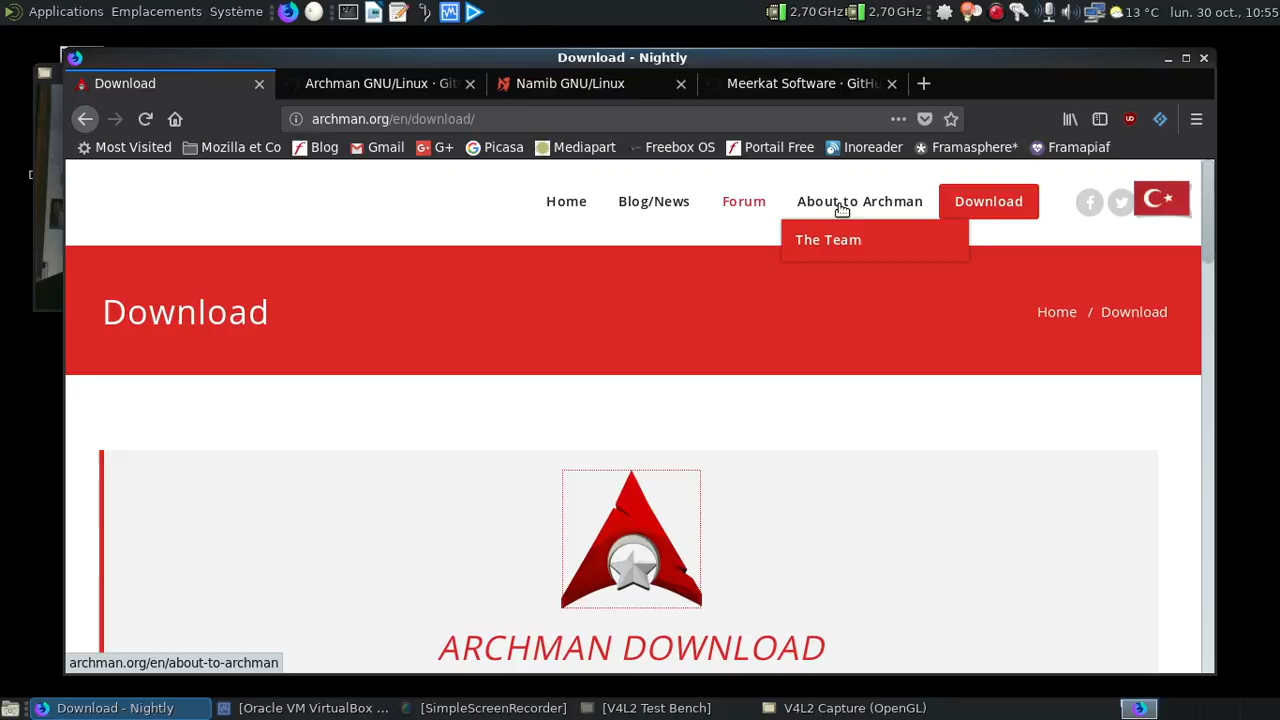 Applications Emplacements Système 2,70 GHz 2,70 GHz 13 °C lun. 30 oct., 10:55
Download - Nightly
Download Archman GNU/Linux · Git Namib GNU/Linux Meerkat Software · GitHu
archman.org/en/download/
Most Visited Mozilla et Co Blog Gmail G+ Picasa Mediapart Freebox OS Portail Free Inoreader Framasphere* Framapiaf
Home Blog/News Forum About to Archman Download
The Team
Download
Home / Download
ARCHMAN DOWNLOAD
archman.org/en/about-to-archman
Download - Nightly [Oracle VM VirtualBox ... [SimpleScreenRecorder] [V4L2 Test Bench] V4L2 Capture (OpenGL)